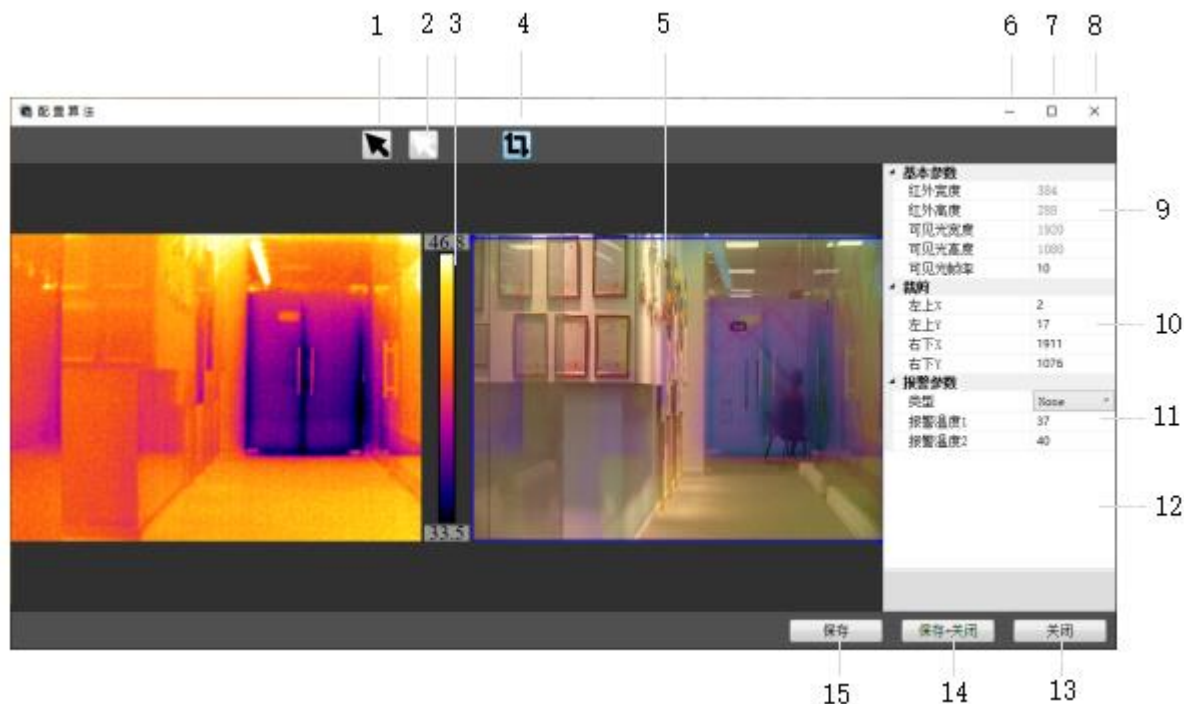 1 2 3 4 5 6 7 8
配置算法
基本参数
红外宽度 384
红外高度 288
9
可见光宽度 1920
可见光高度 1080
可见光帧率 10
裁剪
左上X 2
左上Y 17
10
右下X 1911
右下Y 1076
报警参数
类型 None
11
报警温度1 37
报警温度2 40
12
46.8
33.5
保存 保存+关闭 关闭
15 14 13